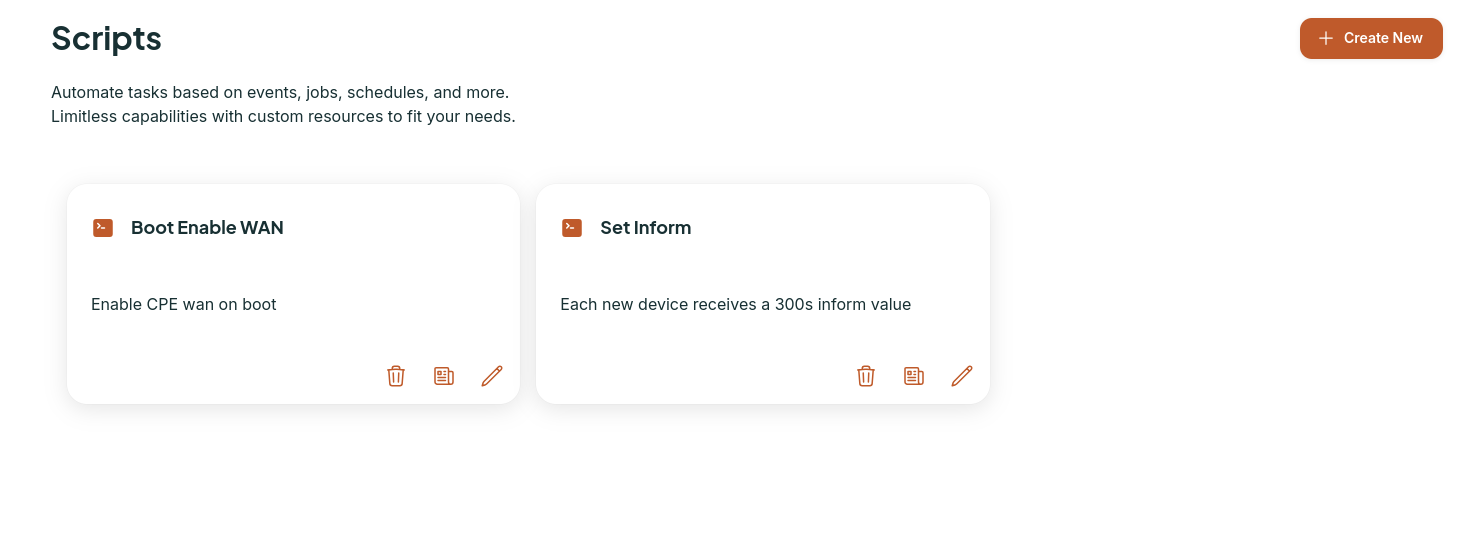 Scripts
Create New
Automate tasks based on events, jobs, schedules, and more.
Limitless capabilities with custom resources to fit your needs.
Boot Enable WAN
Enable CPE wan on boot
Set Inform
Each new device receives a 300s inform value